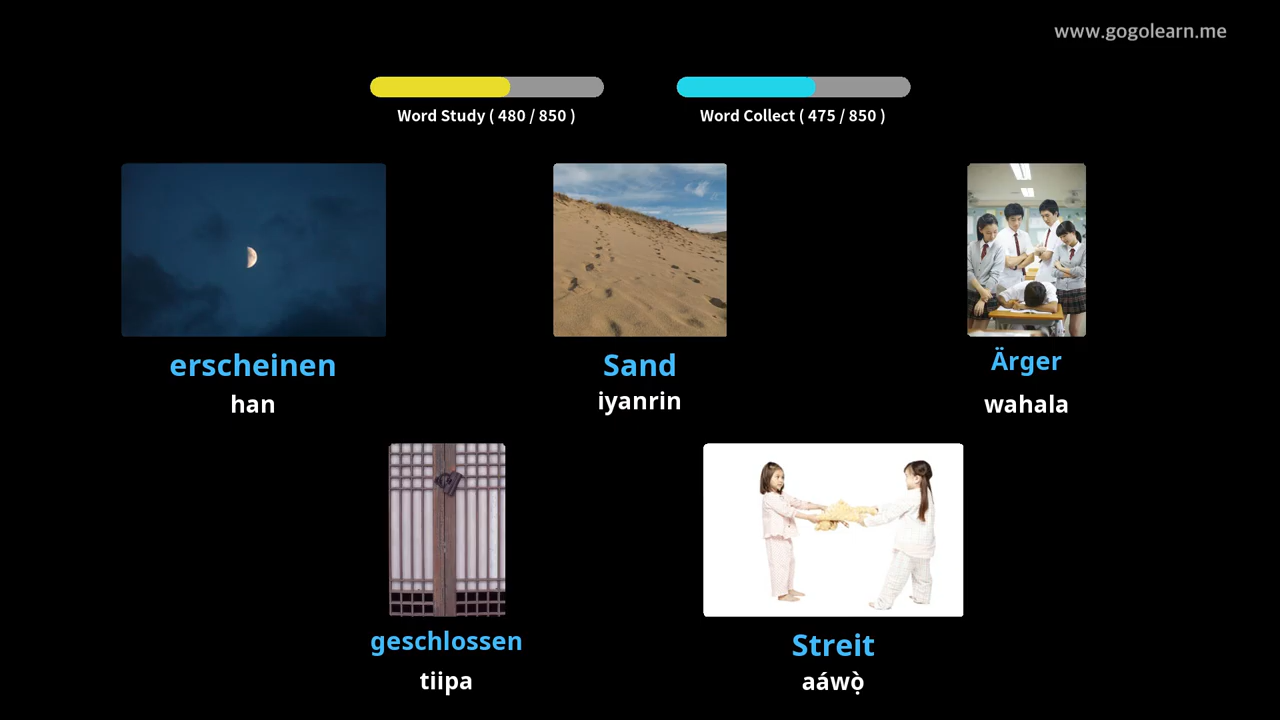 www.gogolearn.me
Word Study ( 480 / 850 )
Word Collect ( 475 / 850 )
erscheinen
han
Sand
iyanrin
Ärger
wahala
geschlossen
tiipa
Streit
aáwọ̀